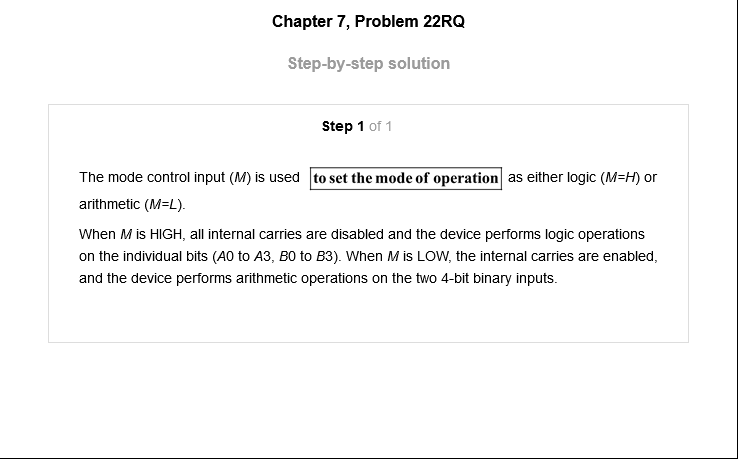 Chapter 7, Problem 22RQ
Step-by-step solution
Step 1 of 1
The mode control input (M) is used to set the mode of operation as either logic (M=H) or
arithmetic (M=L).
When M is HIGH, all internal carries are disabled and the device performs logic operations
on the individual bits (A0 to A3, B0 to B3). When M is LOW, the internal carries are enabled,
and the device performs arithmetic operations on the two 4-bit binary inputs.